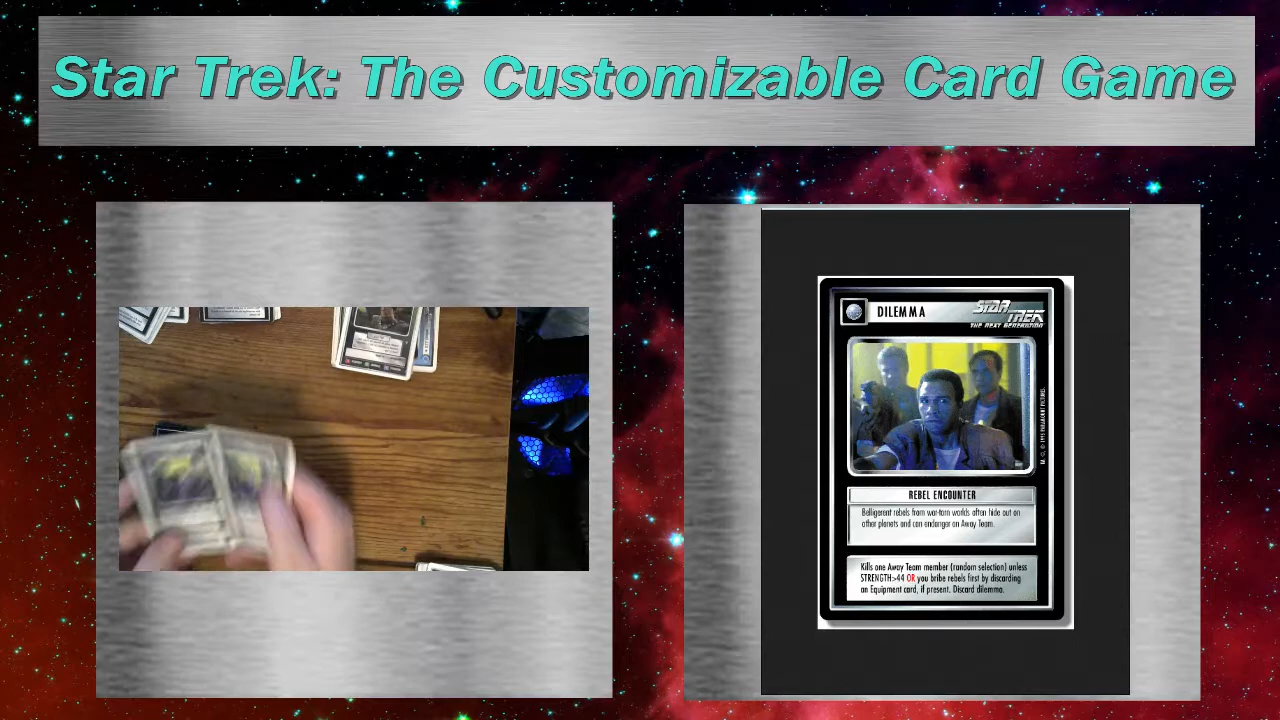 Star Trek: The Customizable Card Game
DILEMMA
STAR TREK
THE NEXT GENERATION
REBEL ENCOUNTER
Belligerent rebels from war-torn worlds often hide out on
other planets and can endanger an Away Team.
Kills one Away Team member (random selection) unless
STRENGTH>44 OR you bribe rebels first by discarding
an Equipment card, if present. Discard dilemma.